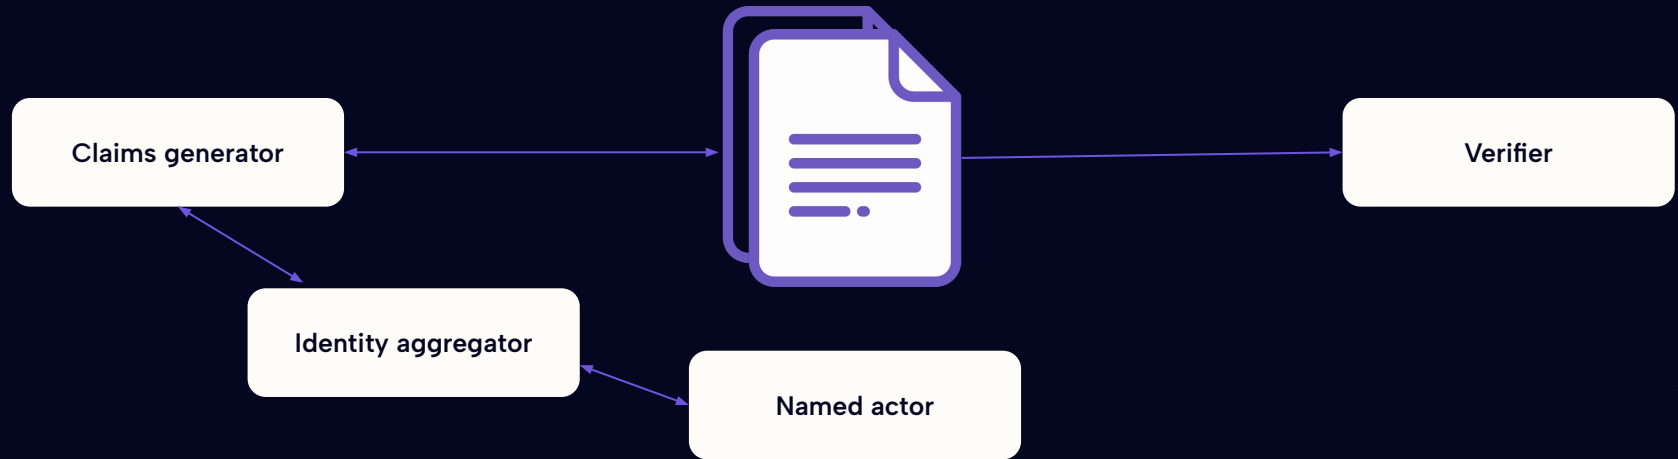 Claims generator
Verifier
Identity aggregator
Named actor